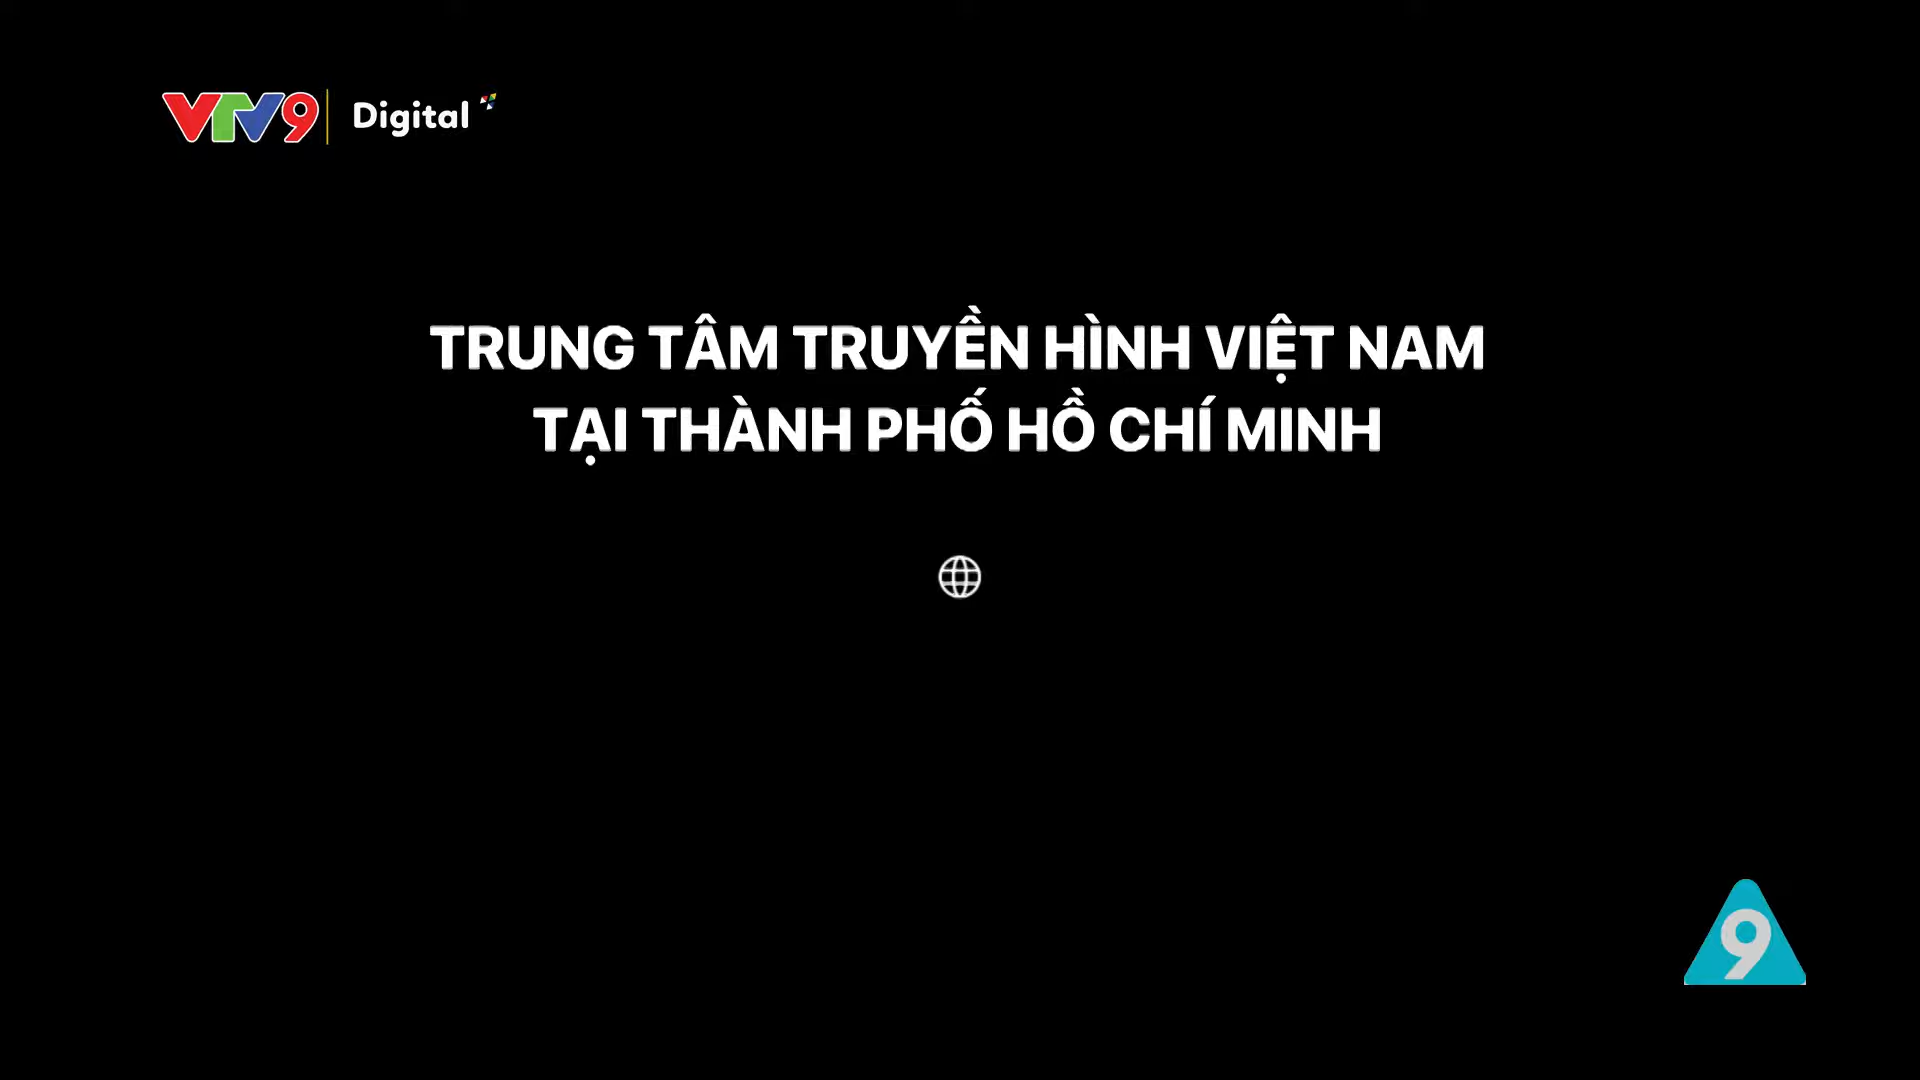 VTV9 Digital
TRUNG TÂM TRUYỀN HÌNH VIỆT NAM
TẠI THÀNH PHỐ HỒ CHÍ MINH
9